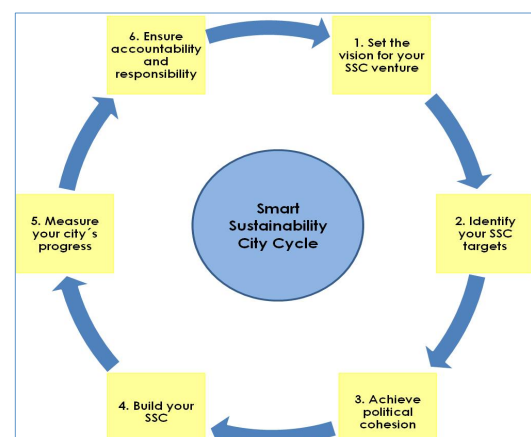 6. Ensure
accountability
and
responsibility
1. Set the
vision for your
SSC venture
Smart
Sustainability
City Cycle
5. Measure
your city´s
progress
2. Identify
your SSC
targets
4. Build your
SSC
3. Achieve
political
cohesion